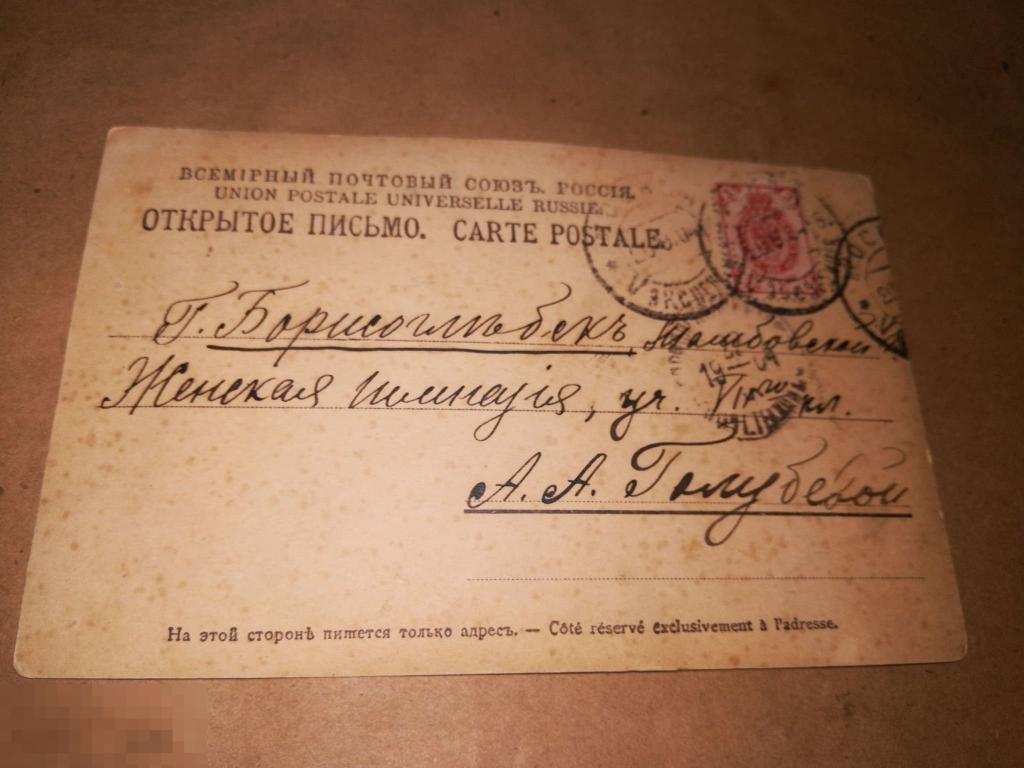 ВСЕМІРНЫЙ ПОЧТОВЫЙ СОЮЗЪ. РОССІЯ.
UNION POSTALE UNIVERSELLE RUSSIE.
ОТКРЫТОЕ ПИСЬМО. CARTE POSTALE.
Г. Борисоглѣбскъ Тамбовской
Женская Гимназія, уч. кл.
А. А. Голубевой
На этой сторонѣ пишется только адресъ. — Côté réservé exclusivement à l'adresse.